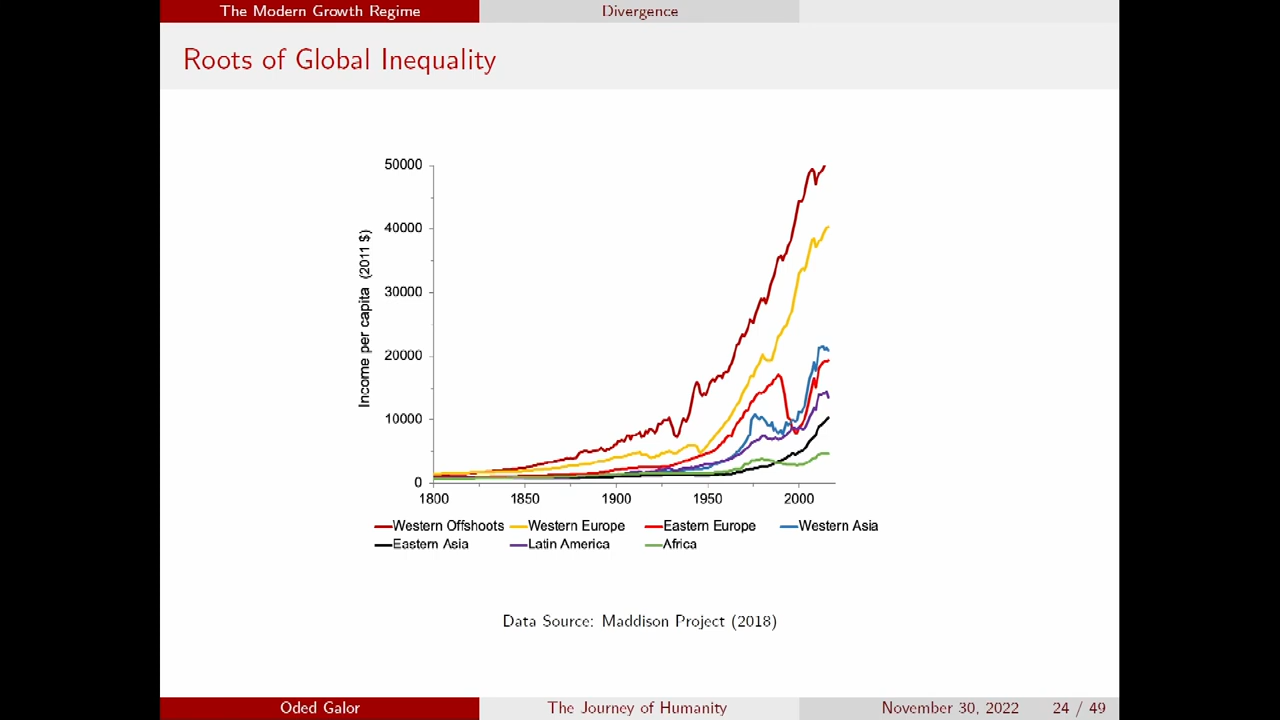 The Modern Growth Regime Divergence
Roots of Global Inequality
50000
40000
30000
20000
10000
0
Income per capita (2011 $)
1800 1850 1900 1950 2000
Western Offshoots Western Europe Eastern Europe Western Asia
Eastern Asia Latin America Africa
Data Source: Maddison Project (2018)
Oded Galor The Journey of Humanity November 30, 2022 24 / 49